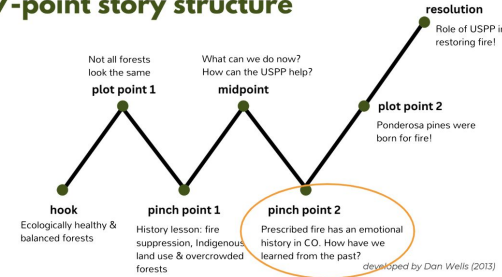 7-point story structure
resolution
Role of USPP in
restoring fire!
Not all forests
look the same
plot point 1
What can we do now?
How can the USPP help?
midpoint
plot point 2
Ponderosa pines were
born for fire!
hook
Ecologically healthy &
balanced forests
pinch point 1
History lesson: fire
suppression, Indigenous
land use & overcrowded
forests
pinch point 2
Prescribed fire has an emotional
history in CO. How have we
learned from the past?
developed by Dan Wells (2013)